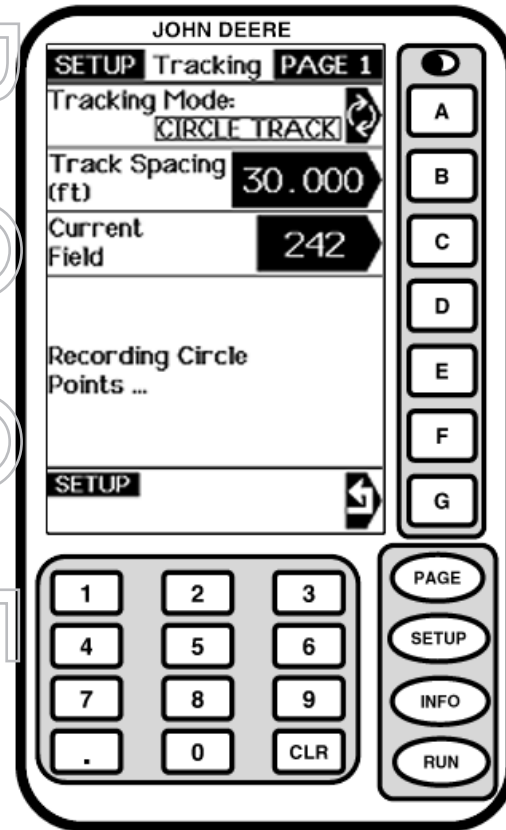 JOHN DEERE
SETUP Tracking PAGE 1
Tracking Mode:
CIRCLE TRACK
Track Spacing
(ft)
30.000
Current
Field
242
Recording Circle
Points ...
SETUP
A
B
C
D
E
F
G
1 2 3
4 5 6
7 8 9
. 0 CLR
PAGE
SETUP
INFO
RUN